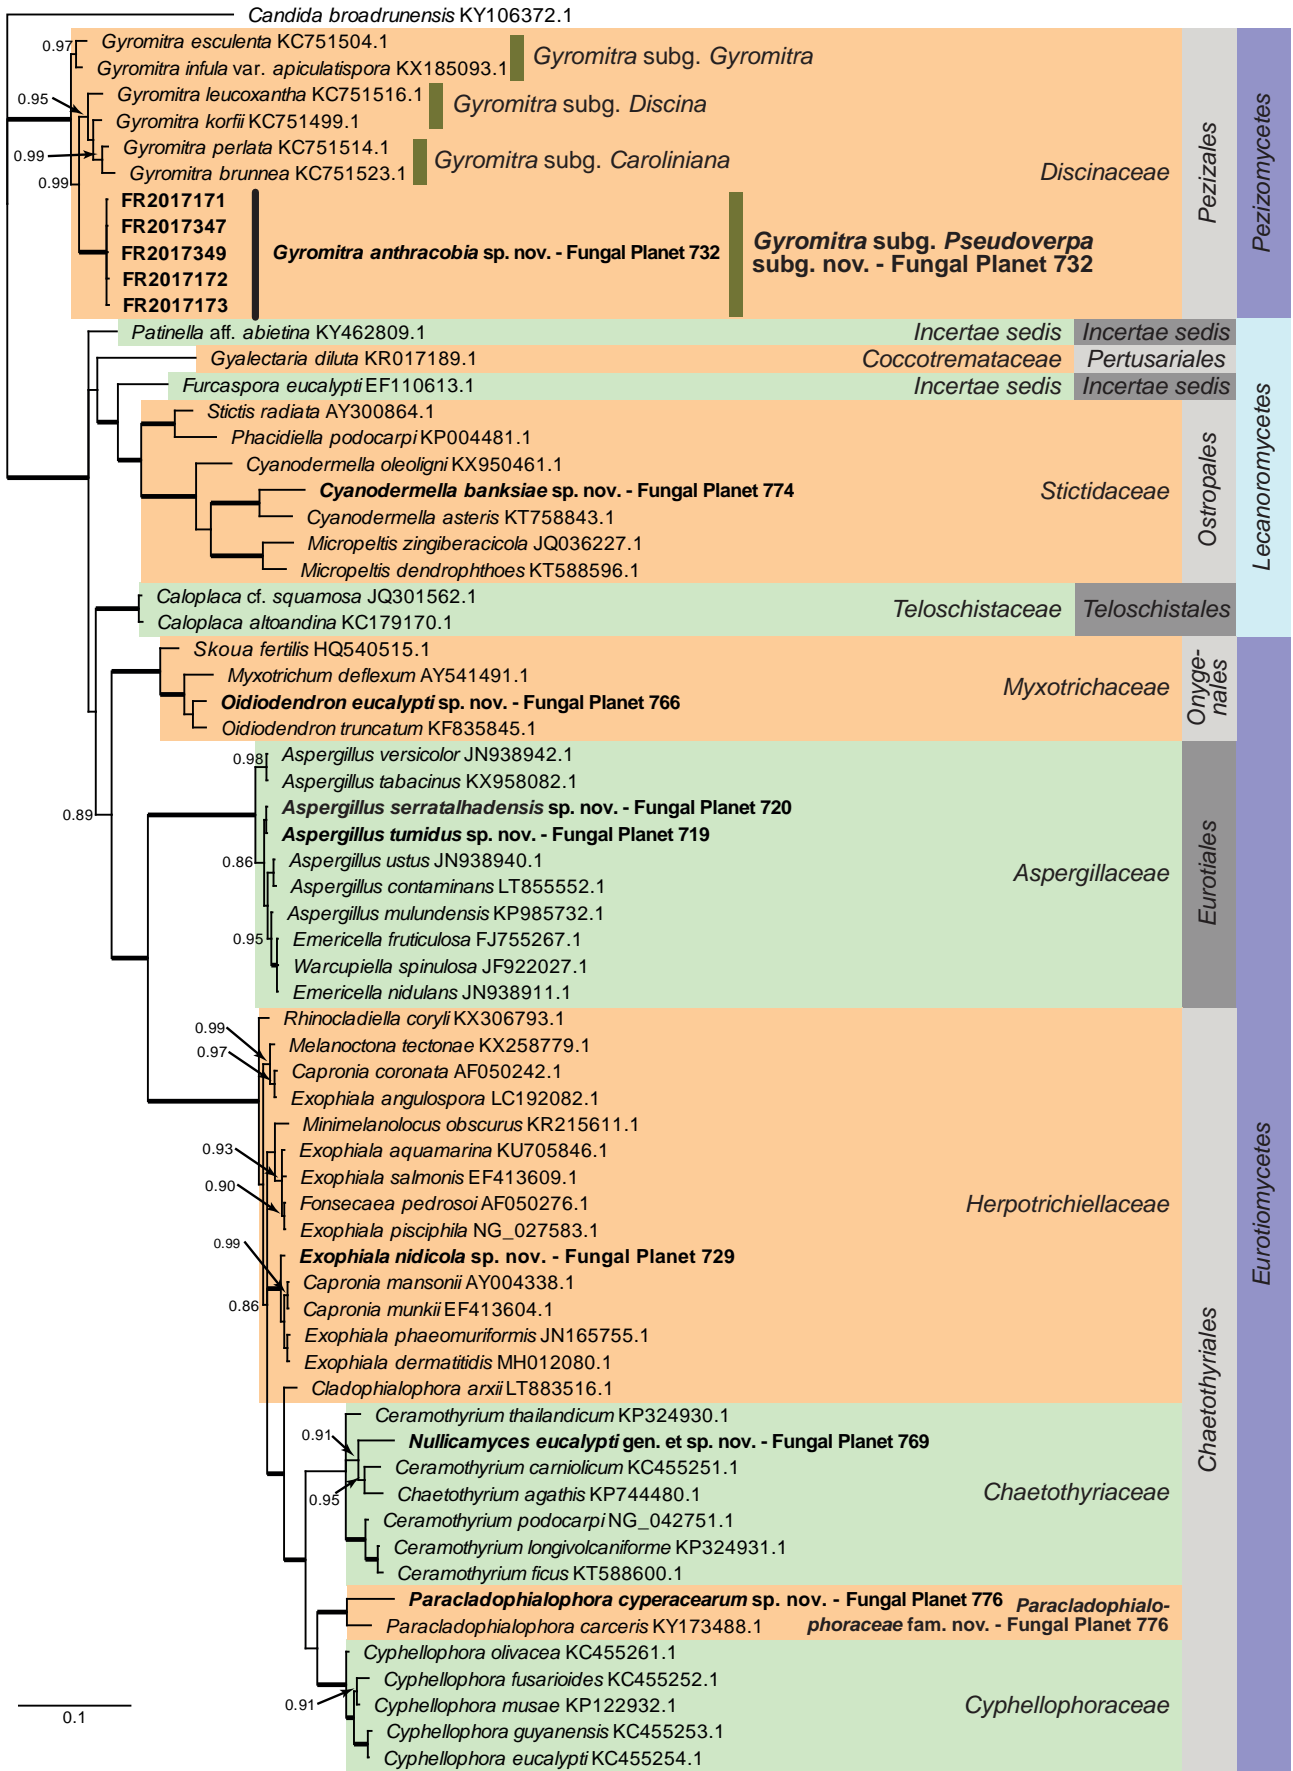 Candida broadrunensis KY106372.1
0.97
Gyromitra esculenta KC751504.1
Gyromitra infula var. apiculatispora KX185093.1
Gyromitra subg. Gyromitra
0.95
Gyromitra leucoxantha KC751516.1
Gyromitra korfii KC751499.1
Gyromitra subg. Discina
0.99
Gyromitra perlata KC751514.1
Gyromitra brunnea KC751523.1
Gyromitra subg. Caroliniana
0.99
Discinaceae
Pezizales
Pezizomycetes
FR2017171
FR2017347
FR2017349
FR2017172
FR2017173
Gyromitra anthracobia sp. nov. - Fungal Planet 732
Gyromitra subg. Pseudoverpa
subg. nov. - Fungal Planet 732
Patinella aff. abietina KY462809.1
Incertae sedis
Incertae sedis
Gyalectaria diluta KR017189.1
Coccotremataceae
Pertusariales
Furcaspora eucalypti EF110613.1
Incertae sedis
Incertae sedis
Stictis radiata AY300864.1
Phacidiella podocarpi KP004481.1
Cyanodermella oleoligni KX950461.1
Cyanodermella banksiae sp. nov. - Fungal Planet 774
Cyanodermella asteris KT758843.1
Micropeltis zingiberacicola JQ036227.1
Micropeltis dendrophthoes KT588596.1
Stictidaceae
Ostropales
Lecanoromycetes
Caloplaca cf. squamosa JQ301562.1
Caloplaca altoandina KC179170.1
Teloschistaceae
Teloschistales
Skoua fertilis HQ540515.1
Myxotrichum deflexum AY541491.1
Oidiodendron eucalypti sp. nov. - Fungal Planet 766
Oidiodendron truncatum KF835845.1
Myxotrichaceae
Onyge-
nales
0.98
Aspergillus versicolor JN938942.1
Aspergillus tabacinus KX958082.1
Aspergillus serratalhadensis sp. nov. - Fungal Planet 720
0.89
Aspergillus tumidus sp. nov. - Fungal Planet 719
0.86
Aspergillus ustus JN938940.1
Aspergillus contaminans LT855552.1
Aspergillus mulundensis KP985732.1
0.95
Emericella fruticulosa FJ755267.1
Warcupiella spinulosa JF922027.1
Emericella nidulans JN938911.1
Aspergillaceae
Eurotiales
Rhinocladiella coryli KX306793.1
0.99
Melanoctona tectonae KX258779.1
0.97
Capronia coronata AF050242.1
Exophiala angulospora LC192082.1
Minimelanolocus obscurus KR215611.1
0.93
Exophiala aquamarina KU705846.1
Exophiala salmonis EF413609.1
0.90
Fonsecaea pedrosoi AF050276.1
Exophiala pisciphila NG_027583.1
0.99
Exophiala nidicola sp. nov. - Fungal Planet 729
Capronia mansonii AY004338.1
0.86
Capronia munkii EF413604.1
Exophiala phaeomuriformis JN165755.1
Exophiala dermatitidis MH012080.1
Cladophialophora arxii LT883516.1
Herpotrichiellaceae
Chaetothyriales
Eurotiomycetes
Ceramothyrium thailandicum KP324930.1
0.91
Nullicamyces eucalypti gen. et sp. nov. - Fungal Planet 769
Ceramothyrium carniolicum KC455251.1
0.95
Chaetothyrium agathis KP744480.1
Ceramothyrium podocarpi NG_042751.1
Ceramothyrium longivolcaniforme KP324931.1
Ceramothyrium ficus KT588600.1
Chaetothyriaceae
Paracladophialophora cyperacearum sp. nov. - Fungal Planet 776
Paracladophialophora carceris KY173488.1
Paracladophialo-
phoraceae fam. nov. - Fungal Planet 776
Cyphellophora olivacea KC455261.1
Cyphellophora fusarioides KC455252.1
0.91
Cyphellophora musae KP122932.1
Cyphellophora guyanensis KC455253.1
Cyphellophora eucalypti KC455254.1
Cyphellophoraceae
0.1